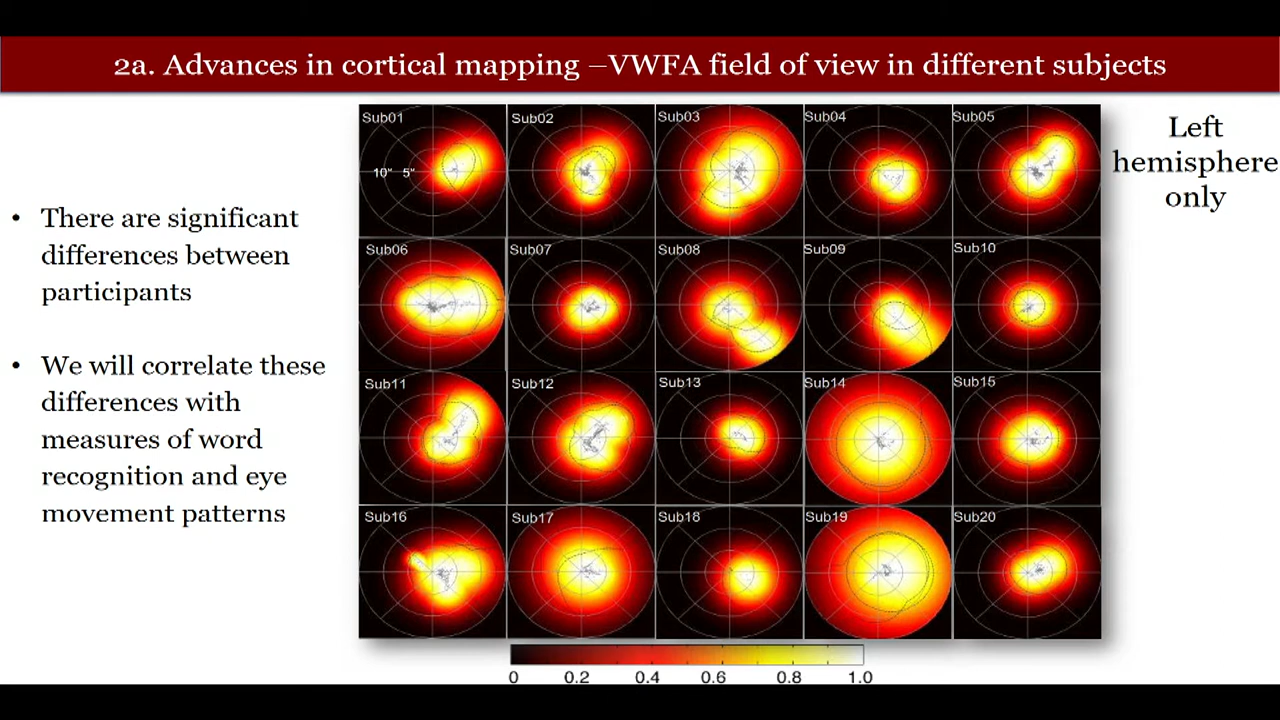 2a. Advances in cortical mapping –VWFA field of view in different subjects
• There are significant
differences between
participants
• We will correlate these
differences with
measures of word
recognition and eye
movement patterns
Sub01 Sub02 Sub03 Sub04 Sub05
10° 5°
Sub06 Sub07 Sub08 Sub09 Sub10
Sub11 Sub12 Sub13 Sub14 Sub15
Sub16 Sub17 Sub18 Sub19 Sub20
0 0.2 0.4 0.6 0.8 1.0
Left
hemisphere
only